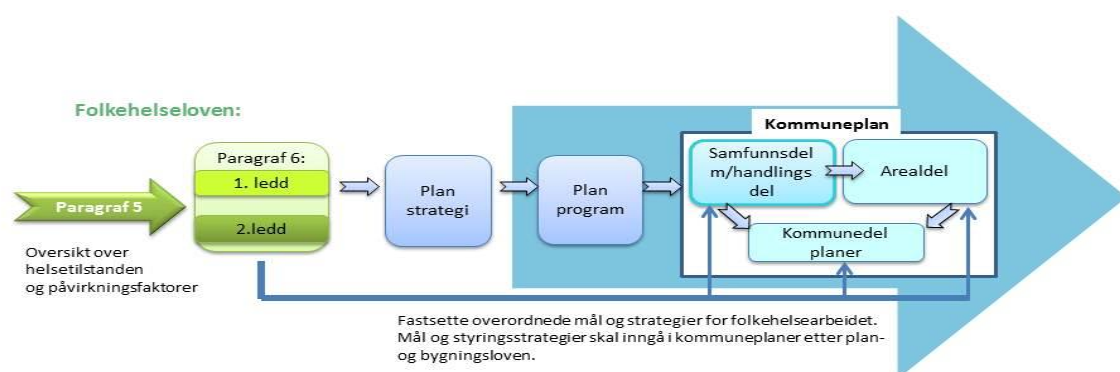 Folkehelseloven:
Paragraf 5
Oversikt over
helsetilstanden
og påvirkningsfaktorer
Paragraf 6:
1. ledd
2.ledd
Plan
strategi
Plan
program
Kommuneplan
Samfunnsdel
m/handlings
del
Arealdel
Kommunedel
planer
Fastsette overordnede mål og strategier for folkehelsearbeidet.
Mål og styringsstrategier skal inngå i kommuneplaner etter plan-
og bygningsloven.